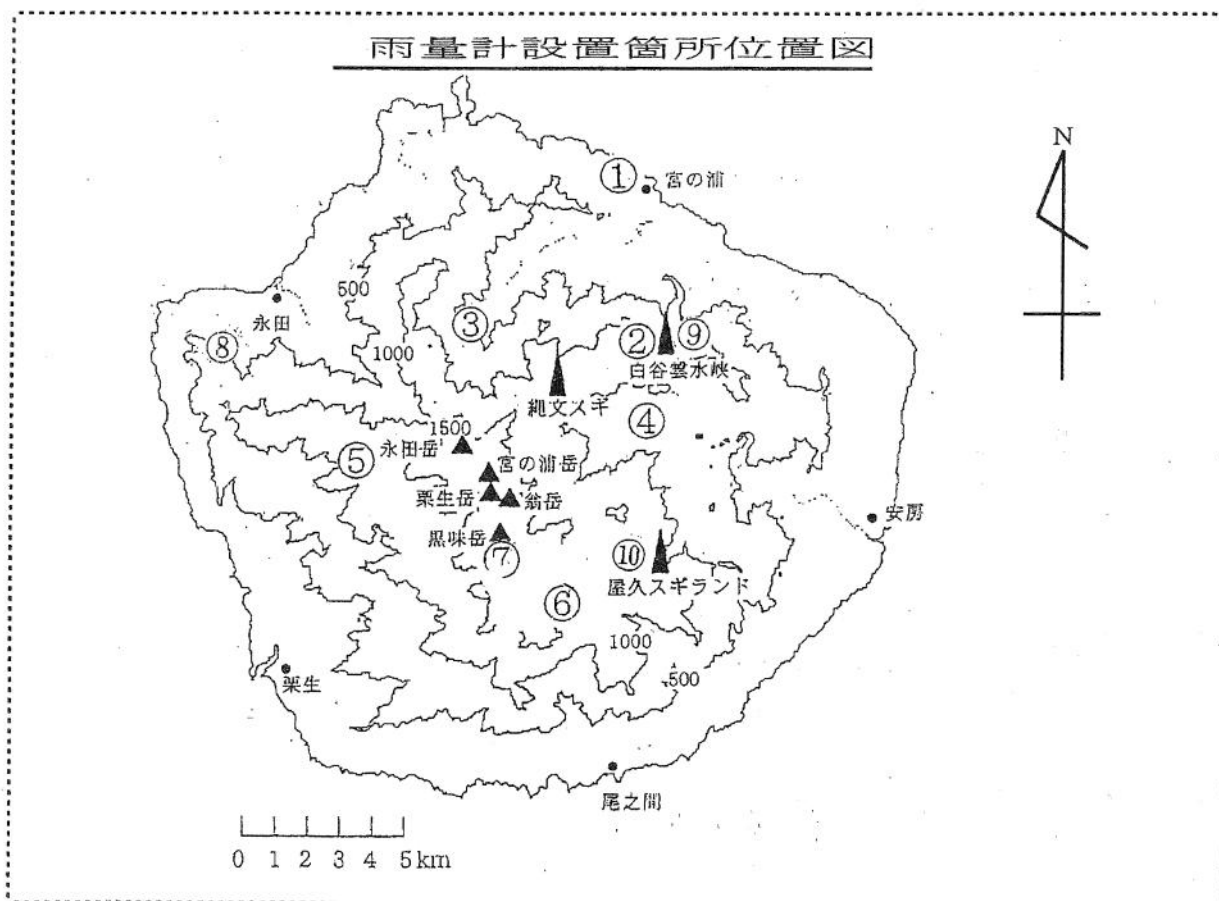 雨量計設置箇所位置図
N
①
宮の浦
500
永田
③
②
⑨
⑧
1000
白谷雲水峡
縄文スギ
④
1500
永田岳
⑤
宮の浦岳
栗生岳
翁岳
安房
黒味岳
⑦
⑩
屋久スギランド
⑥
1000
500
栗生
尾之間
0 1 2 3 4 5km